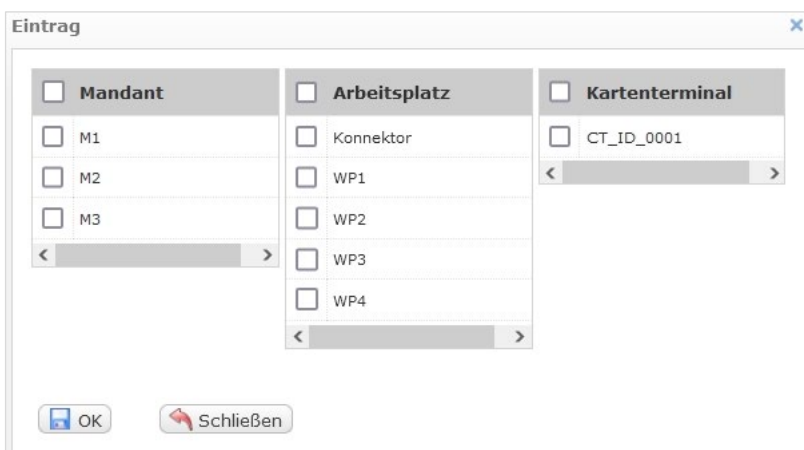 Eintrag
Mandant
M1
M2
M3
Arbeitsplatz
Konnektor
WP1
WP2
WP3
WP4
Kartenterminal
CT_ID_0001
OK
Schließen